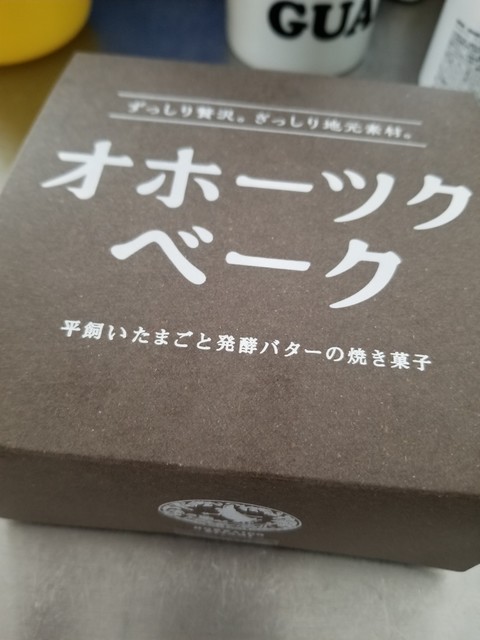 GUA
ずっしり贅沢。ぎっしり地元素材。
オホーツク
ベーク
平飼いたまごと発酵バターの焼き菓子